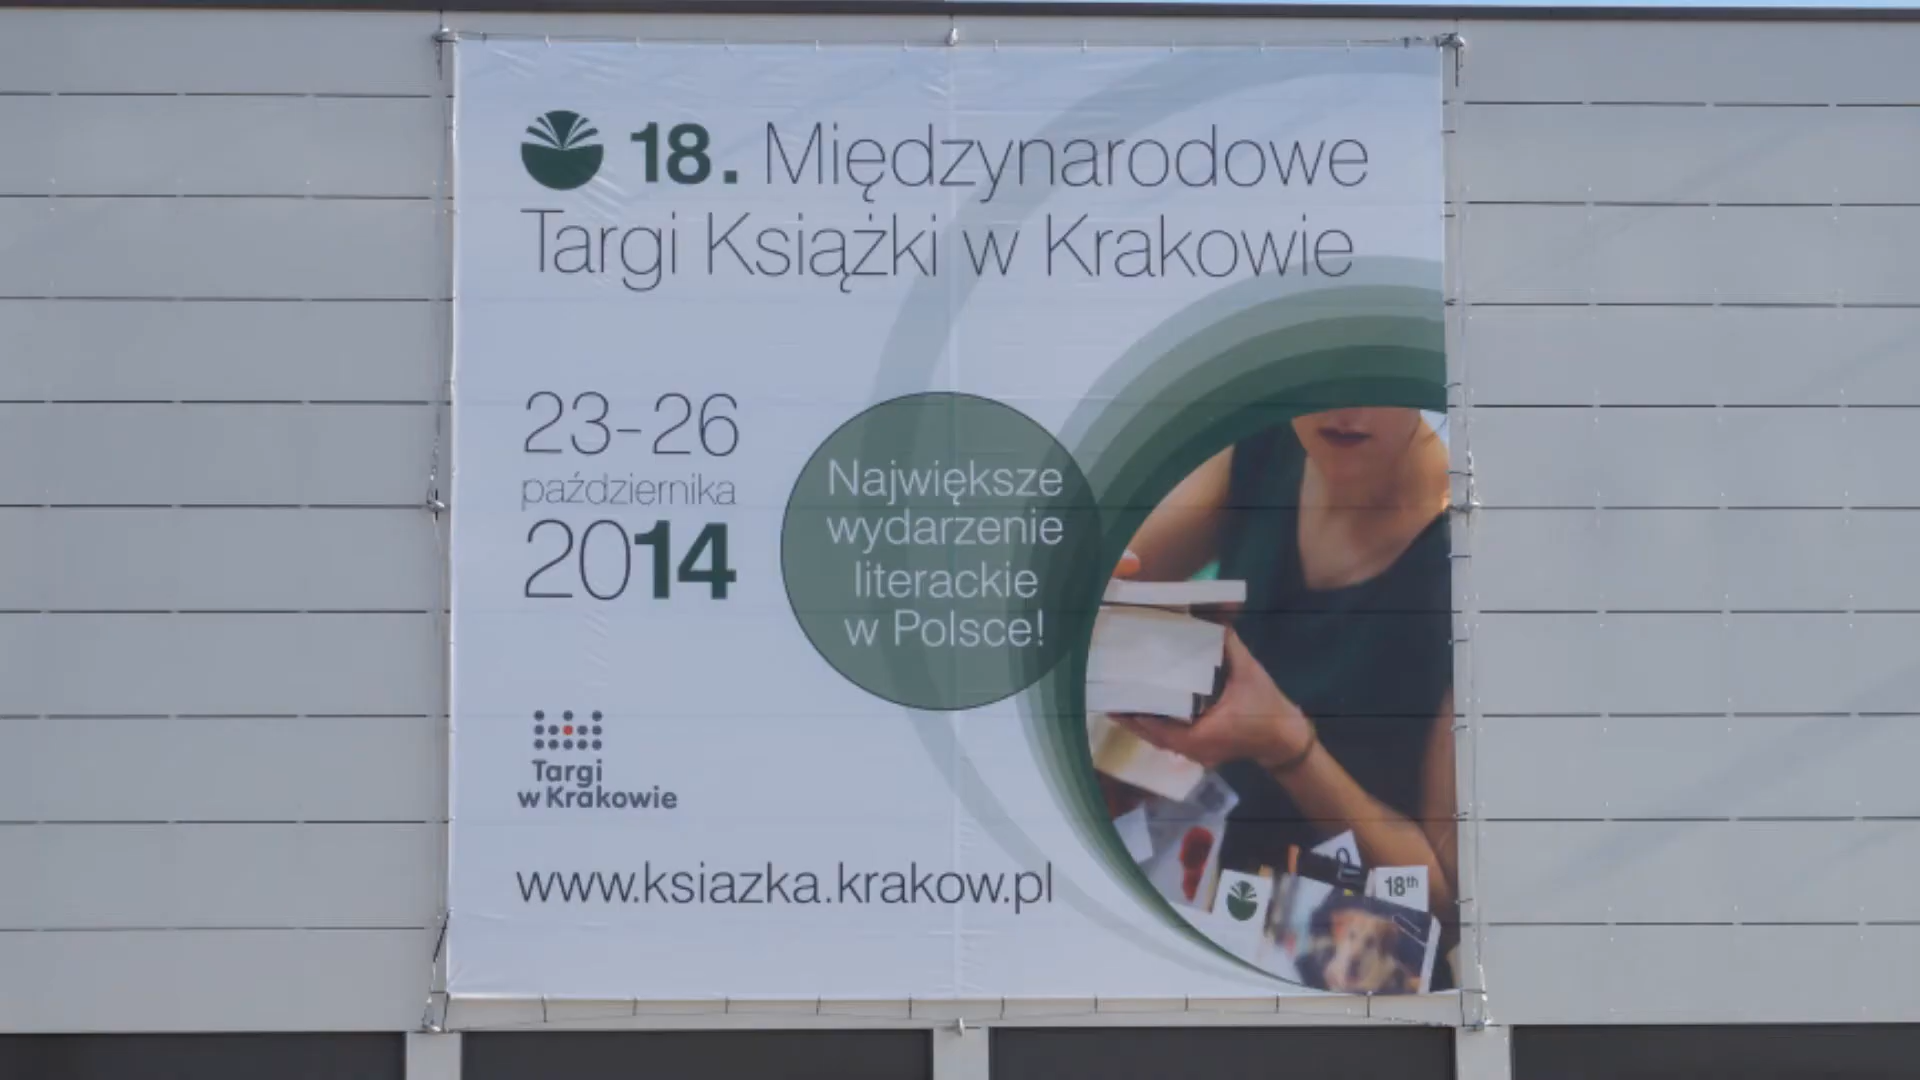 18. Międzynarodowe
Targi Książki w Krakowie
23-26
października
2014
Największe
wydarzenie
literackie
w Polsce!
Targi
w Krakowie
www.ksiazka.krakow.pl
18th